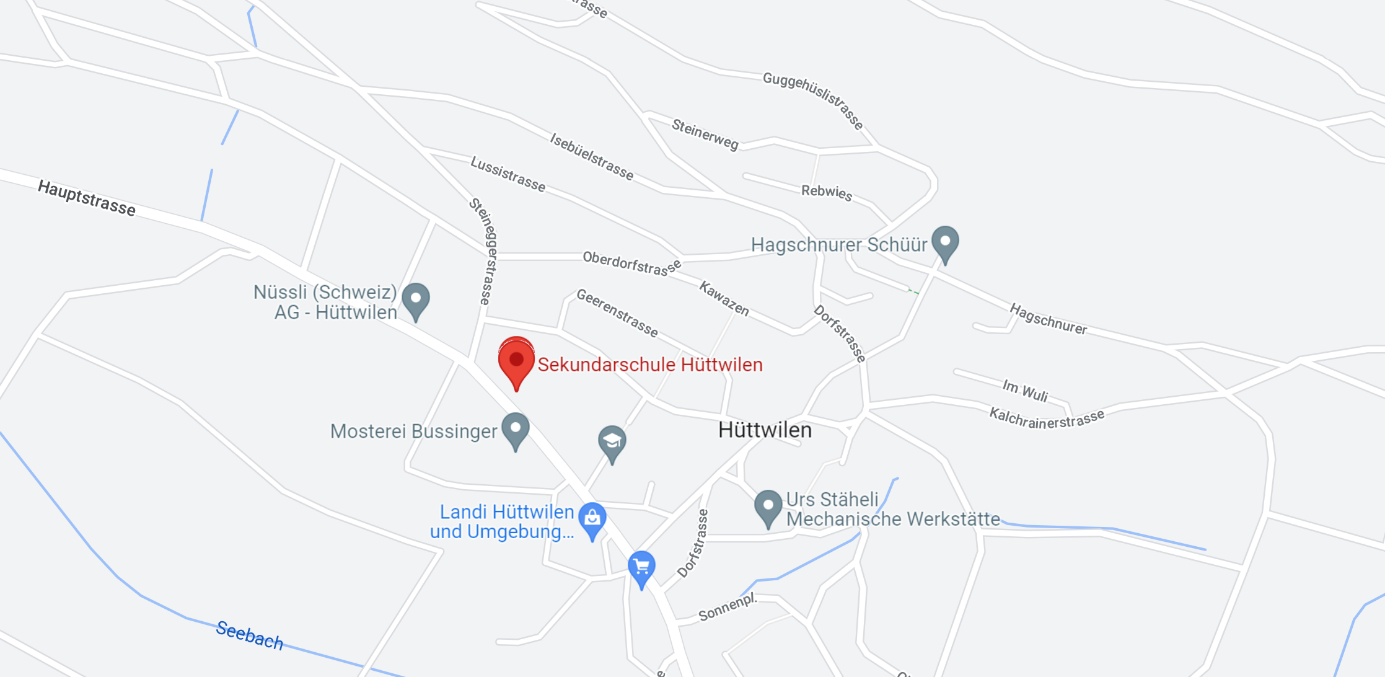 Guggehüslistrasse
Steinerweg
Isebüelstrasse
Lussistrasse
Rebwies
Hauptstrasse
Steineggerstrasse
Hagschnurer Schüür
Oberdorfstrasse
Kawazen
Nüssli (Schweiz)
AG - Hüttwilen
Geerenstrasse
Dorfstrasse
Hagschnurer
Sekundarschule Hüttwilen
Im Wuli
Kalchrainerstrasse
Mosterei Bussinger
Hüttwilen
Urs Stäheli
Mechanische Werkstätte
Landi Hüttwilen
und Umgebung...
Dorfstrasse
Sonnenpl.
Seebach